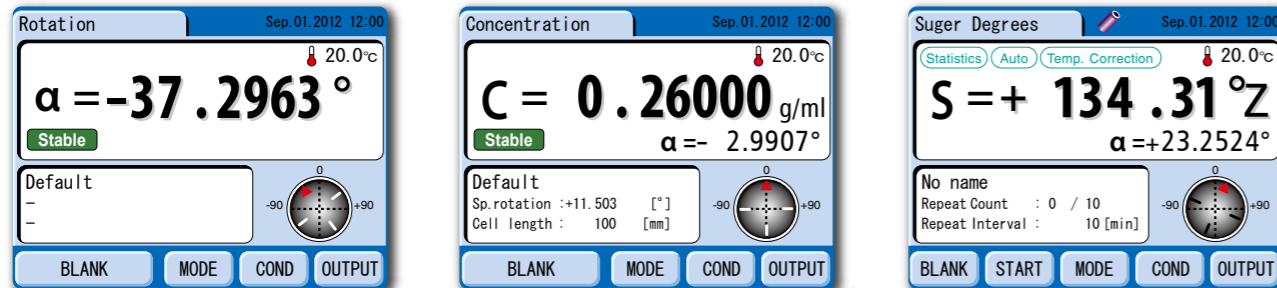 Rotation
Sep.01.2012 12:00
20.0℃
α =-37.2963°
Stable
Default
-
-
0
-90
+90
BLANK MODE COND OUTPUT
Concentration
Sep.01.2012 12:00
20.0℃
C = 0.26000 g/ml
Stable
α =- 2.9907°
Default
Sp.rotation :+11.503 [°]
Cell length : 100 [mm]
0
-90
+90
BLANK MODE COND OUTPUT
Suger Degrees
Sep.01.2012 12:00
Statistics Auto Temp. Correction
20.0℃
S =+ 134.31°Z
α =+23.2524°
No name
Repeat Count : 0 / 10
Repeat Interval : 10 [min]
0
-90
+90
BLANK START MODE COND OUTPUT